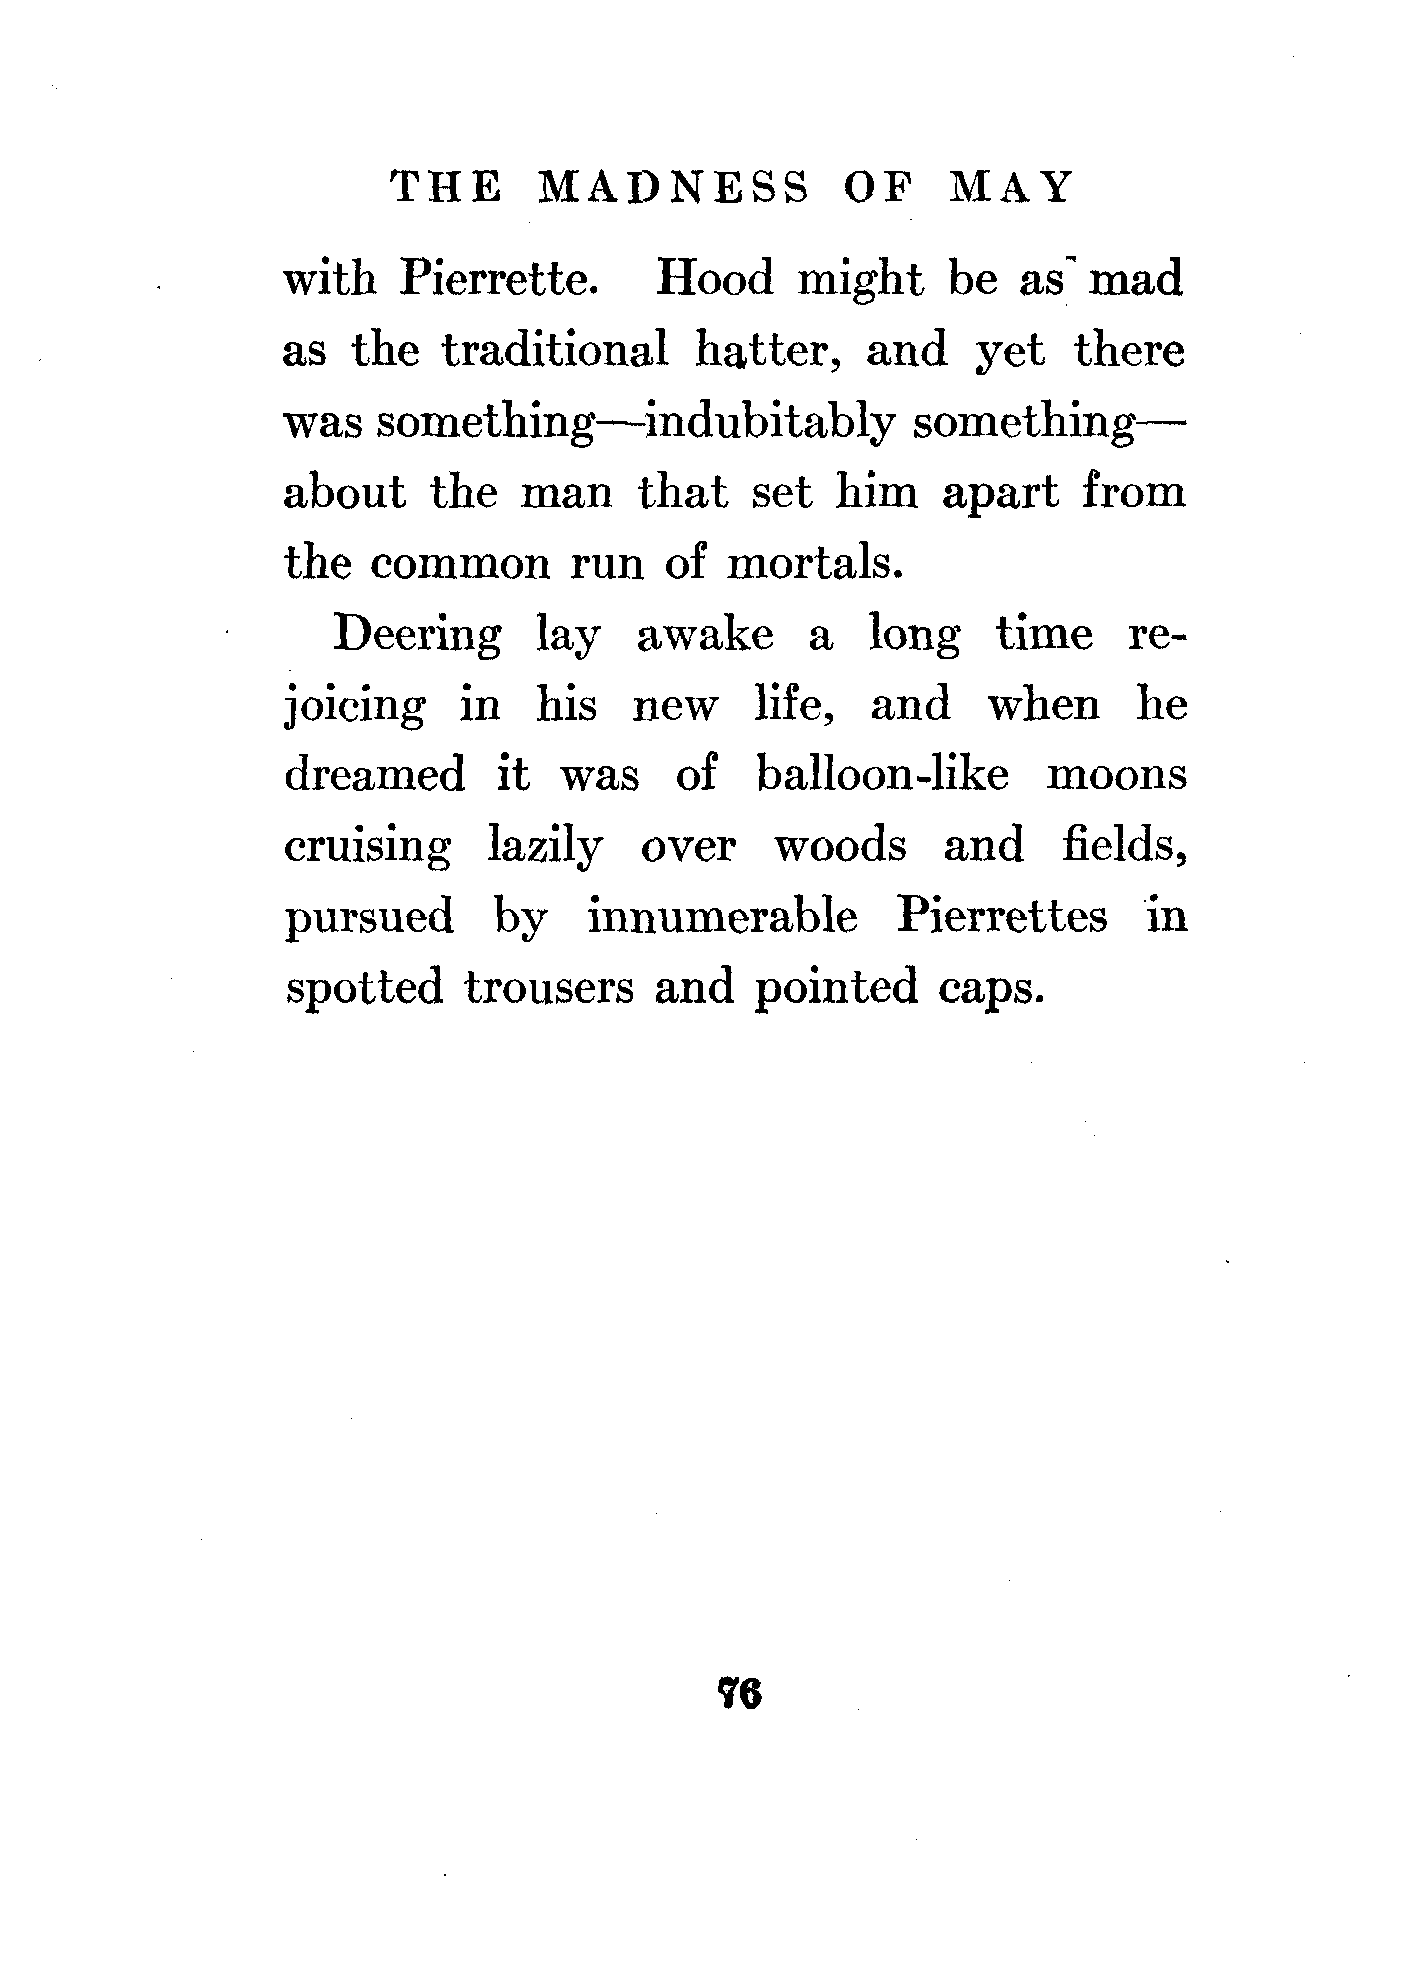 THE MADNESS OF MAY
with Pierrette. Hood might be as mad
as the traditional hatter, and yet there
was something—indubitably something—
about the man that set him apart from
the common run of mortals.
Deering lay awake a long time re-
joicing in his new life, and when he
dreamed it was of balloon-like moons
cruising lazily over woods and fields,
pursued by innumerable Pierrettes in
spotted trousers and pointed caps.
76